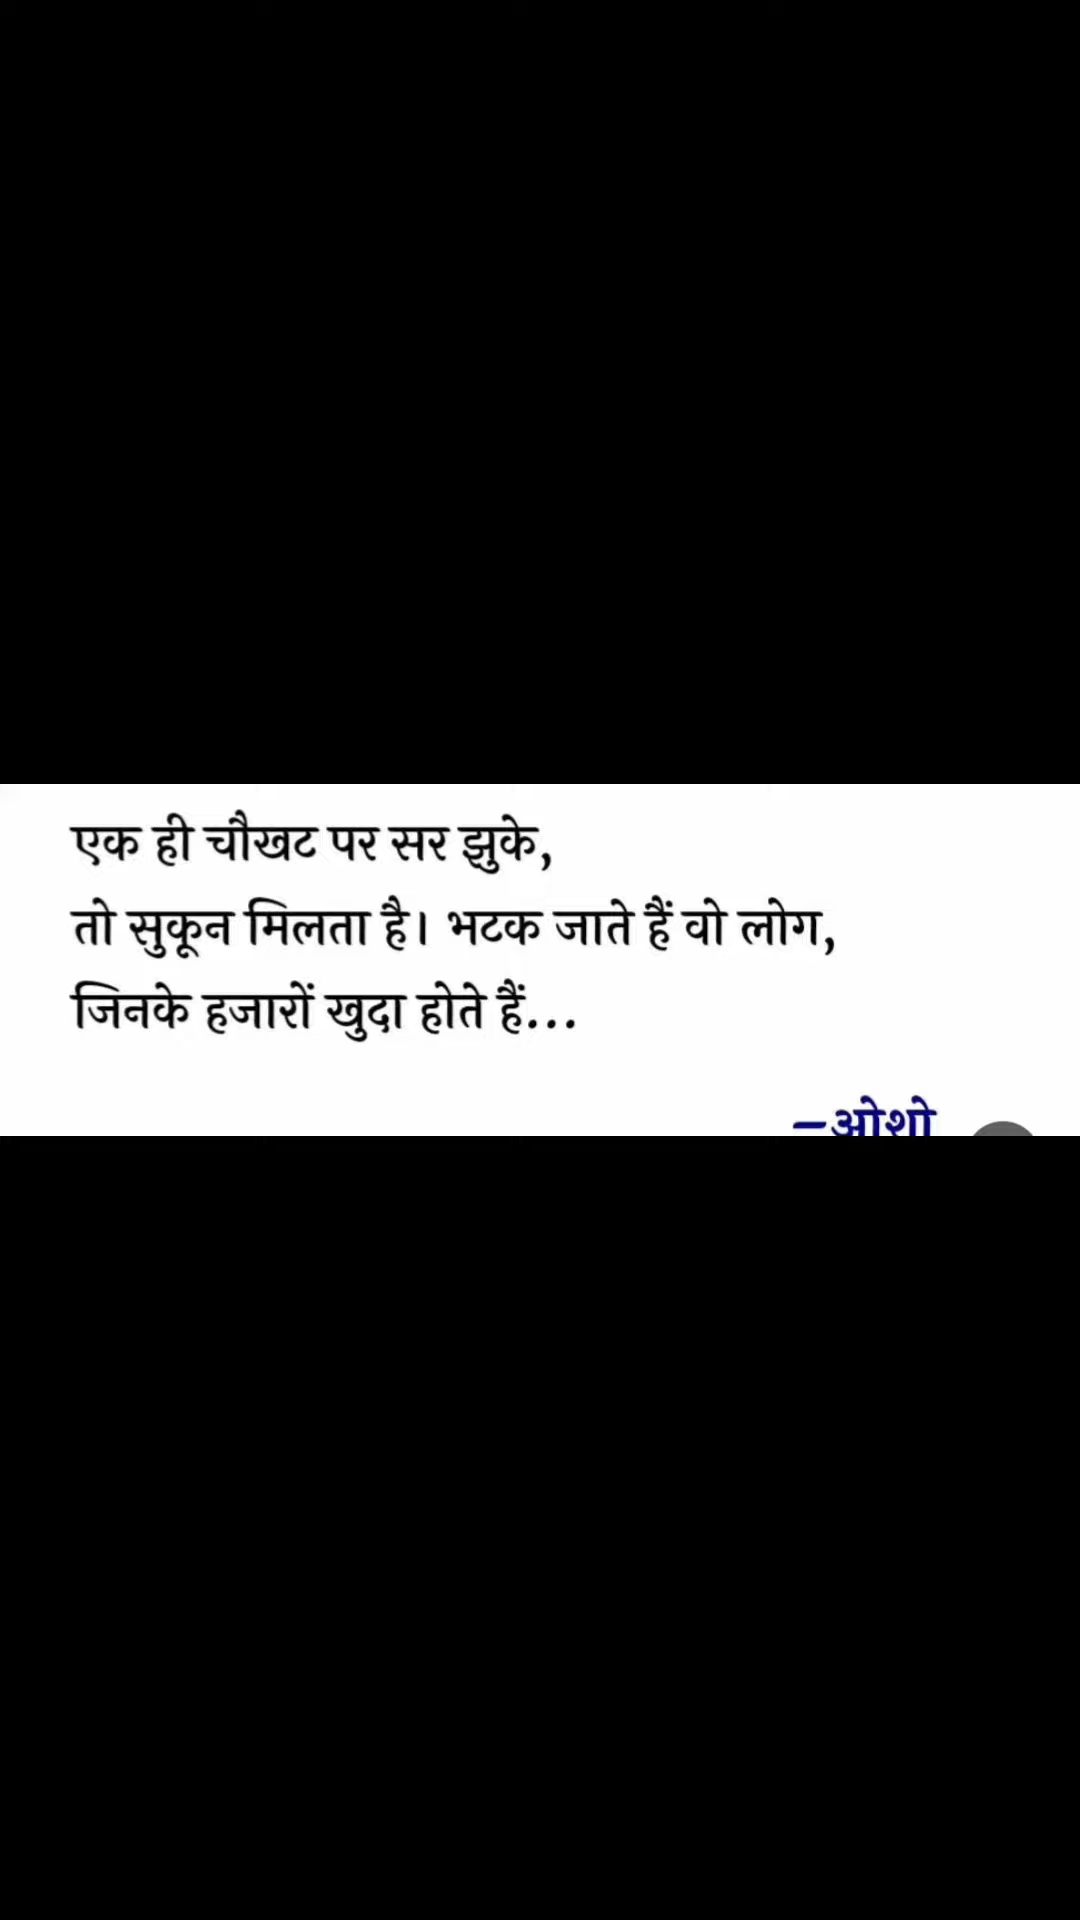 एक ही चौखट पर सर झुके,
तो सुकून मिलता है। भटक जाते हैं वो लोग,
जिनके हजारों खुदा होते हैं...
–ओशो